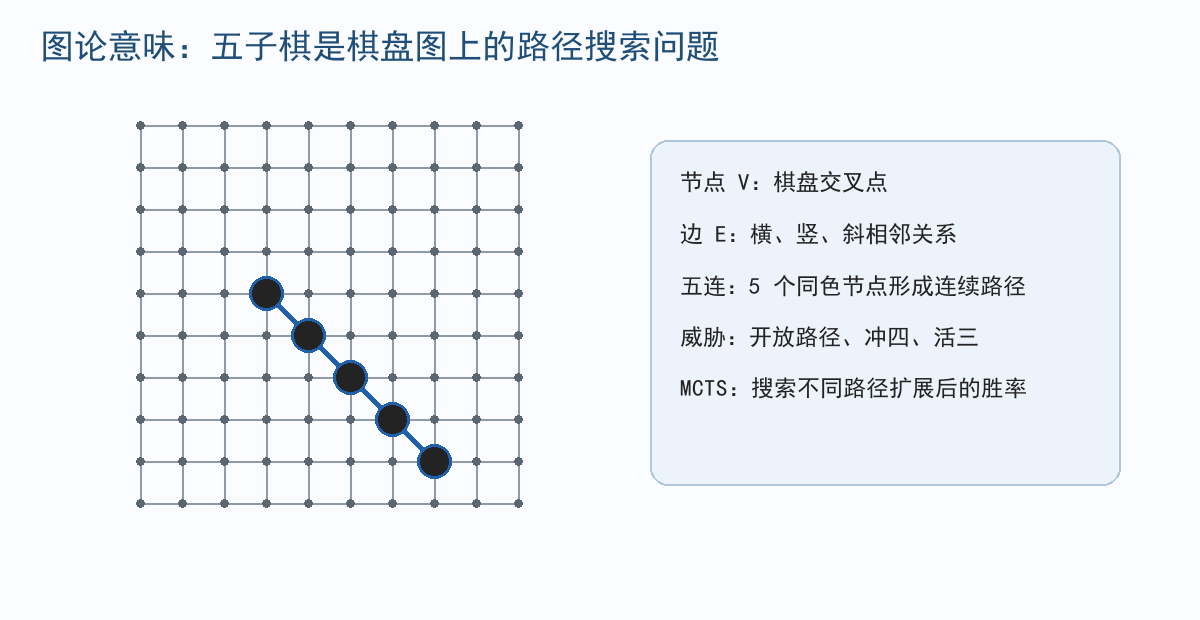 图论意味：五子棋是棋盘图上的路径搜索问题
节点 V：棋盘交叉点
边 E：横、竖、斜相邻关系
五连：5 个同色节点形成连续路径
威胁：开放路径、冲四、活三
MCTS：搜索不同路径扩展后的胜率